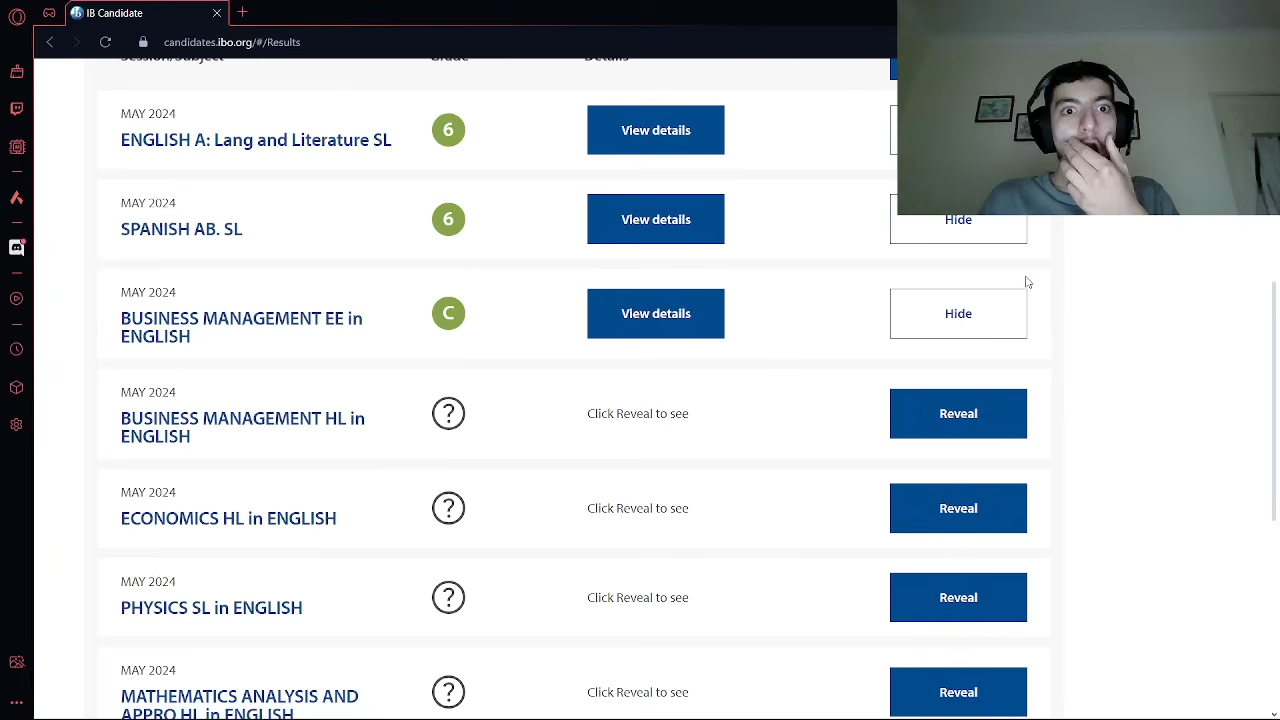 IB Candidate
candidates.ibo.org/#/Results
Session/Subject Grade Details
MAY 2024
ENGLISH A: Lang and Literature SL
6
View details
MAY 2024
SPANISH AB. SL
6
View details
Hide
MAY 2024
BUSINESS MANAGEMENT EE in
ENGLISH
C
View details
Hide
MAY 2024
BUSINESS MANAGEMENT HL in
ENGLISH
?
Click Reveal to see
Reveal
MAY 2024
ECONOMICS HL in ENGLISH
?
Click Reveal to see
Reveal
MAY 2024
PHYSICS SL in ENGLISH
?
Click Reveal to see
Reveal
MAY 2024
MATHEMATICS ANALYSIS AND
APPRO HL in ENGLISH
?
Click Reveal to see
Reveal